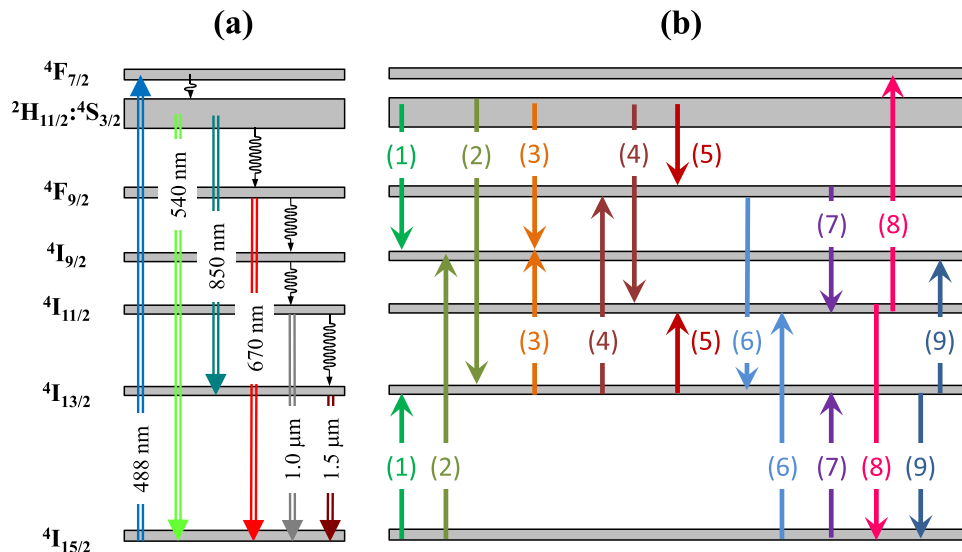 (a) (b)
⁴F₇/₂
²H₁₁/₂:⁴S₃/₂
⁴F₉/₂
⁴I₉/₂
⁴I₁₁/₂
⁴I₁₃/₂
⁴I₁₅/₂
488 nm
540 nm
850 nm
670 nm
1.0 μm
1.5 μm
(1) (2) (3) (4) (5)
(7) (8)
(3) (4) (5) (6) (9)
(1) (2) (6) (7) (8) (9)